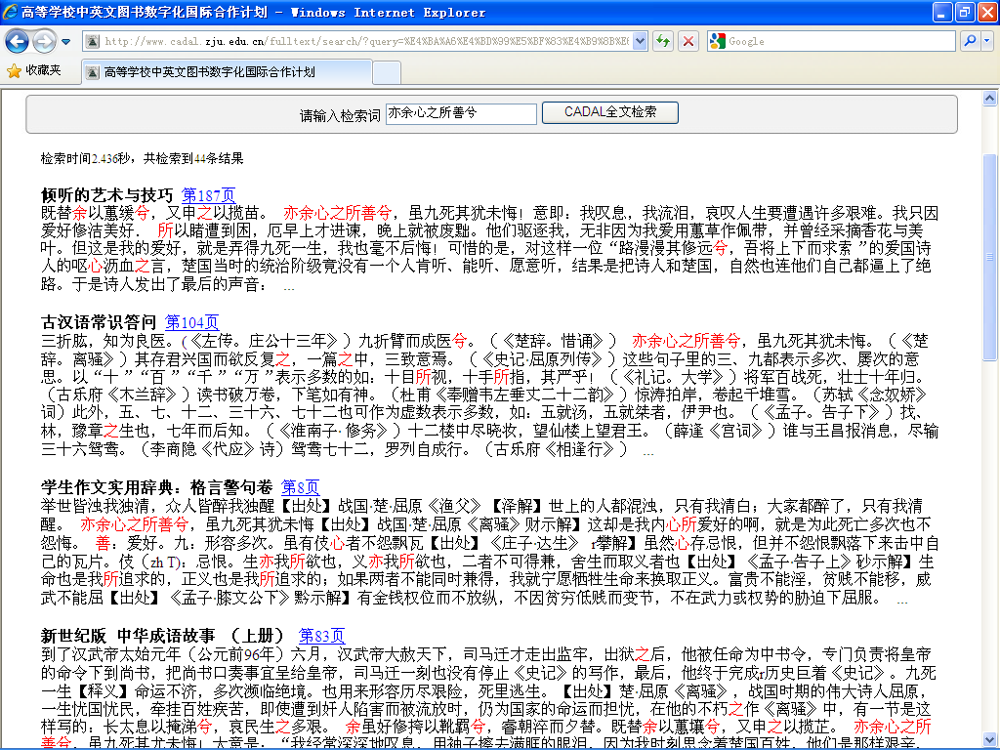 高等学校中英文图书数字化国际合作计划 - Windows Internet Explorer
http://www.cadal.zju.edu.cn/fulltext/search/?query=%E4%BA%A6%E4%BD%99%E5%BF%83%E4%B9%8B%E6
Google
收藏夹
高等学校中英文图书数字化国际合作计划
请输入检索词 亦余心之所善兮 CADAL全文检索
检索时间2.436秒，共检索到44条结果
倾听的艺术与技巧 第187页
既替余以蕙缓兮，又申之以揽苗。 亦余心之所善兮，虽九死其犹未悔！意即：我叹息，我流泪，哀叹人生要遭遇许多艰难。我只因
爱好修洁美好． 所以睹遭到困，厄早上才进谏，晚上就被废黜。他们驱逐我，无非因为我爱用蕙草作佩带，并曾经采摘香花与美
叶。但这是我的爱好，就是弄得九死一生，我也毫不后悔！可惜的是，对这样一位“路漫漫其修远兮，吾将上下而求索 ”的爱国诗
人的呕心沥血之言，楚国当时的统治阶级竟没有一个人肯听、能听、愿意听，结果是把诗人和楚国，自然也连他们自己都逼上了绝
路。于是诗人发出了最后的声音： ...
古汉语常识答问 第104页
三折肱，知为良医。(《左传。庄公十三年》）九折臂而成医兮。（《楚辞。惜诵》） 亦余心之所善兮，虽九死其犹未悔。（《楚
辞。离骚》）其存君兴国而欲反复之，一篇之中，三致意焉。（《史记·屈原列传》）这些句子里的三、九都表示多次、屡次的意
思。以“十 ”“百 ”“千 ”“万 ”表示多数的如：十目所视，十手所指，其严乎！（《礼记。大学》）将军百战死，壮士十年归。
（古乐府《木兰辞》）读书破万卷，下笔如有神。（杜甫《奉赠韦左垂丈二十二韵》）惊涛拍岸，卷起千堆雪。（苏轼《念奴娇》
词）此外，五、七、十二、三十六、七十二也可作为虚数表示多数，如：五就汤，五就桀者，伊尹也。（《孟子。告子下》）找、
林，豫章之生也，七年而后知。（《淮南子· 修务》）十二楼中尽晓妆，望仙楼上望君王。（薛逢《宫词》）谁与王昌报消息，尽输
三十六鸳鸯。（李商隐《代应》诗）鸳鸯七十二，罗列自成行。（古乐府《相逢行》） ...
学生作文实用辞典：格言警句卷 第8页
举世皆浊我独清，众人皆醉我独醒【出处】战国·楚·屈原《渔父》【泽解】世上的人都混浊，只有我清白；大家都醉了，只有我清
醒。 亦余心之所善兮，虽九死其犹未悔【出处】战国·楚·屈原《离骚》财示解】这却是我内心所爱好的啊，就是为此死亡多次也不
怨悔。 善：爱好。九：形容多次。虽有伎心者不怨飘瓦【出处】《庄子·达生》 r攀解】虽然心存忌恨，但并不怨恨飘落下来击中自
己的瓦片。伎（zh T)：忌恨。生亦我所欲也，义亦我所欲也，二者不可得兼，舍生而取义者也【出处】《孟子·告子上》砂示解】生
命也是我所追求的，正义也是我所追求的；如果两者不能同时兼得，我就宁愿牺牲生命来换取正义。富贵不能淫，贫贱不能移，威
武不能屈【出处】《孟子·膝文公下》黔示解】有金钱权位而不放纵，不因贫穷低贱而变节，不在武力或权势的胁迫下屈服。 ...
新世纪版 中华成语故事 （上册） 第83页
到了汉武帝太始元年（公元前96年）六月，汉武帝大赦天下，司马迁才走出监牢，出狱之后，他被任命为中书令，专门负责将皇帝
的命令下到尚书，把尚书口袭事宜呈给皇帝，司马迁一刻也没有停止《史记》的写作，最后，他终于完成r历史巨着《史记》。九死
一生【释义】命运不济，多次濒临绝境。也用来形容历尽艰险，死里逃生。【出处】楚·屈原《离骚》，战国时期的伟大诗人屈原，
一生忧国忧民，牵挂百姓疾苦，即使遭到奸人陷害而被流放时，仍为国家的命运而担忧，在他的不朽之作《离骚》中，有一节是这
样写的：长太息以掩涕兮，哀民生之多艰。 余虽好修挎以靴羁兮，睿朝淬而夕替。既替余以蕙壤兮，又申之以揽芷。 亦余心之所
善兮，虽九死其尤未悔！大意是：“我经常深深地叹息，用袖子擦去满眶的眼泪，因为我时刻思念着楚国百姓，他们是那样艰辛，